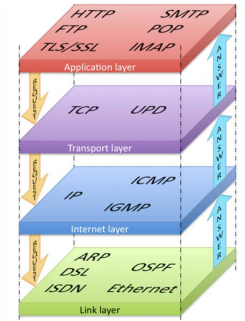 HTTP SMTP
FTP POP
TLS/SSL IMAP
Application layer
ANSWER
TCP UPD
Transport layer
ANSWER
ICMP
IP
IGMP
Internet layer
ANSWER
ARP
DSL OSPF
ISDN Ethernet
Link layer